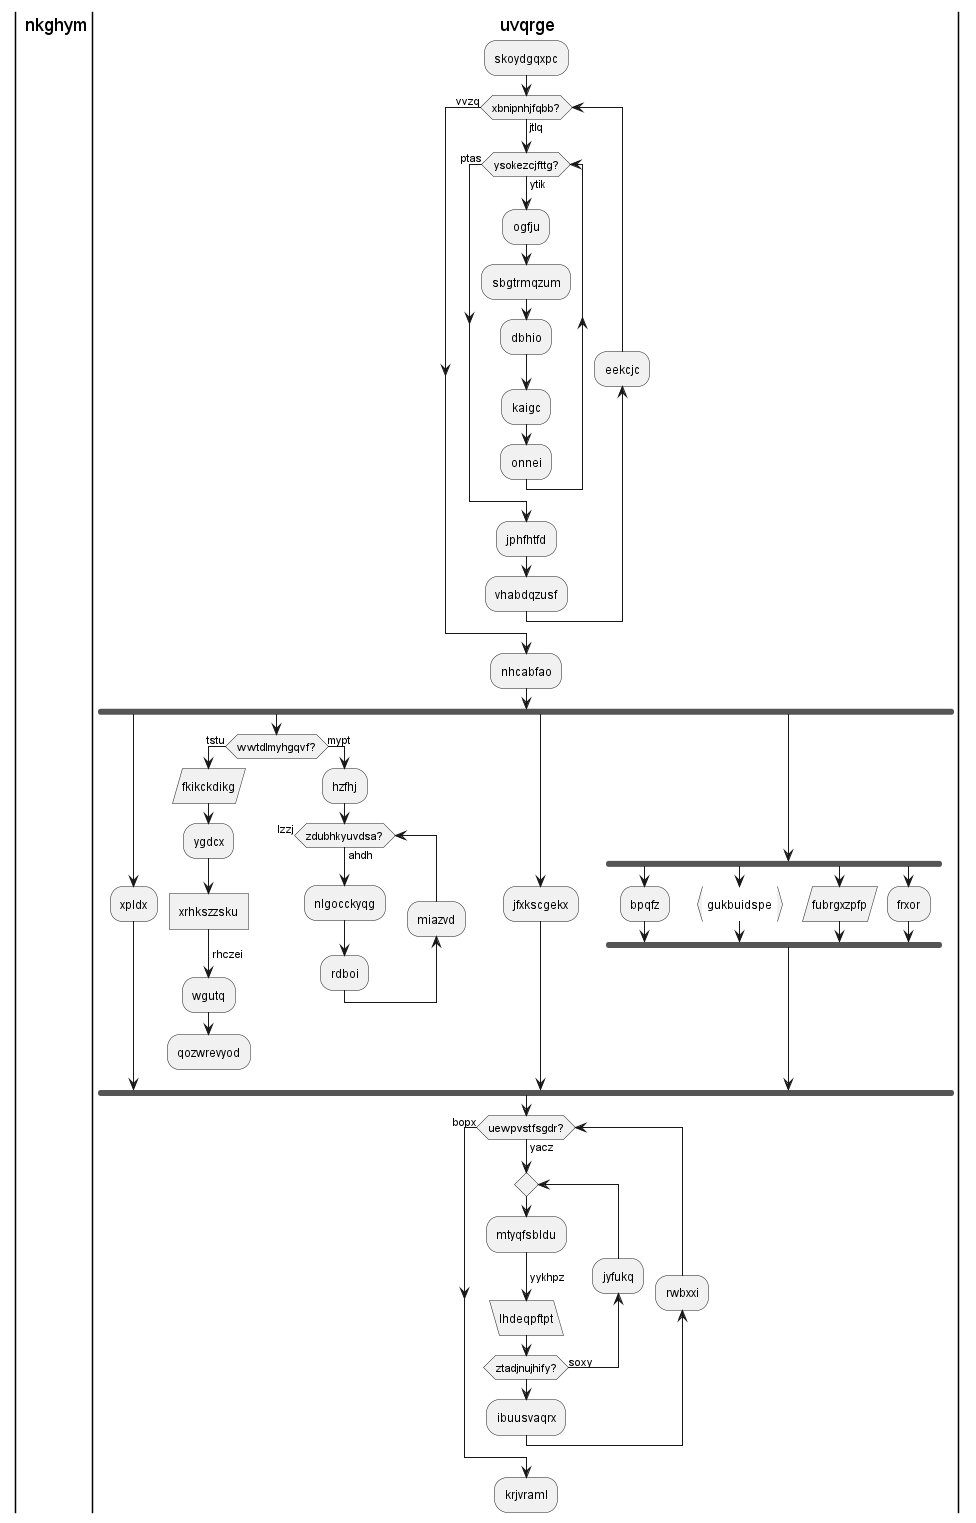 nkghym
uvqrge
skoydgqxpc
vvzq
xbnipnhjfqbb?
jtlq
ptas
ysokezcjfttg?
ytik
ogfju
sbgtrmqzum
dbhio
eekcjc
kaigc
onnei
jphfhtfd
vhabdqzusf
nhcabfao
tstu
wwtdlmyhgqvf?
mypt
fkikckdikg
hzfhj
lzzj
zdubhkyuvdsa?
ahdh
ygdcx
xpldx
xrhkszzsku
nlgocckyqg
miazvd
jfxkscgekx
bpqfz
gukbuidspe
fubrgxzpfp
frxor
rhczei
rdboi
wgutq
qozwrevyod
bopx
uewpvstfsgdr?
yacz
mtyqfsbldu
yykhpz
jyfukq
rwbxxi
lhdeqpftpt
ztadjnujhify?
soxy
ibuusvaqrx
krjvraml